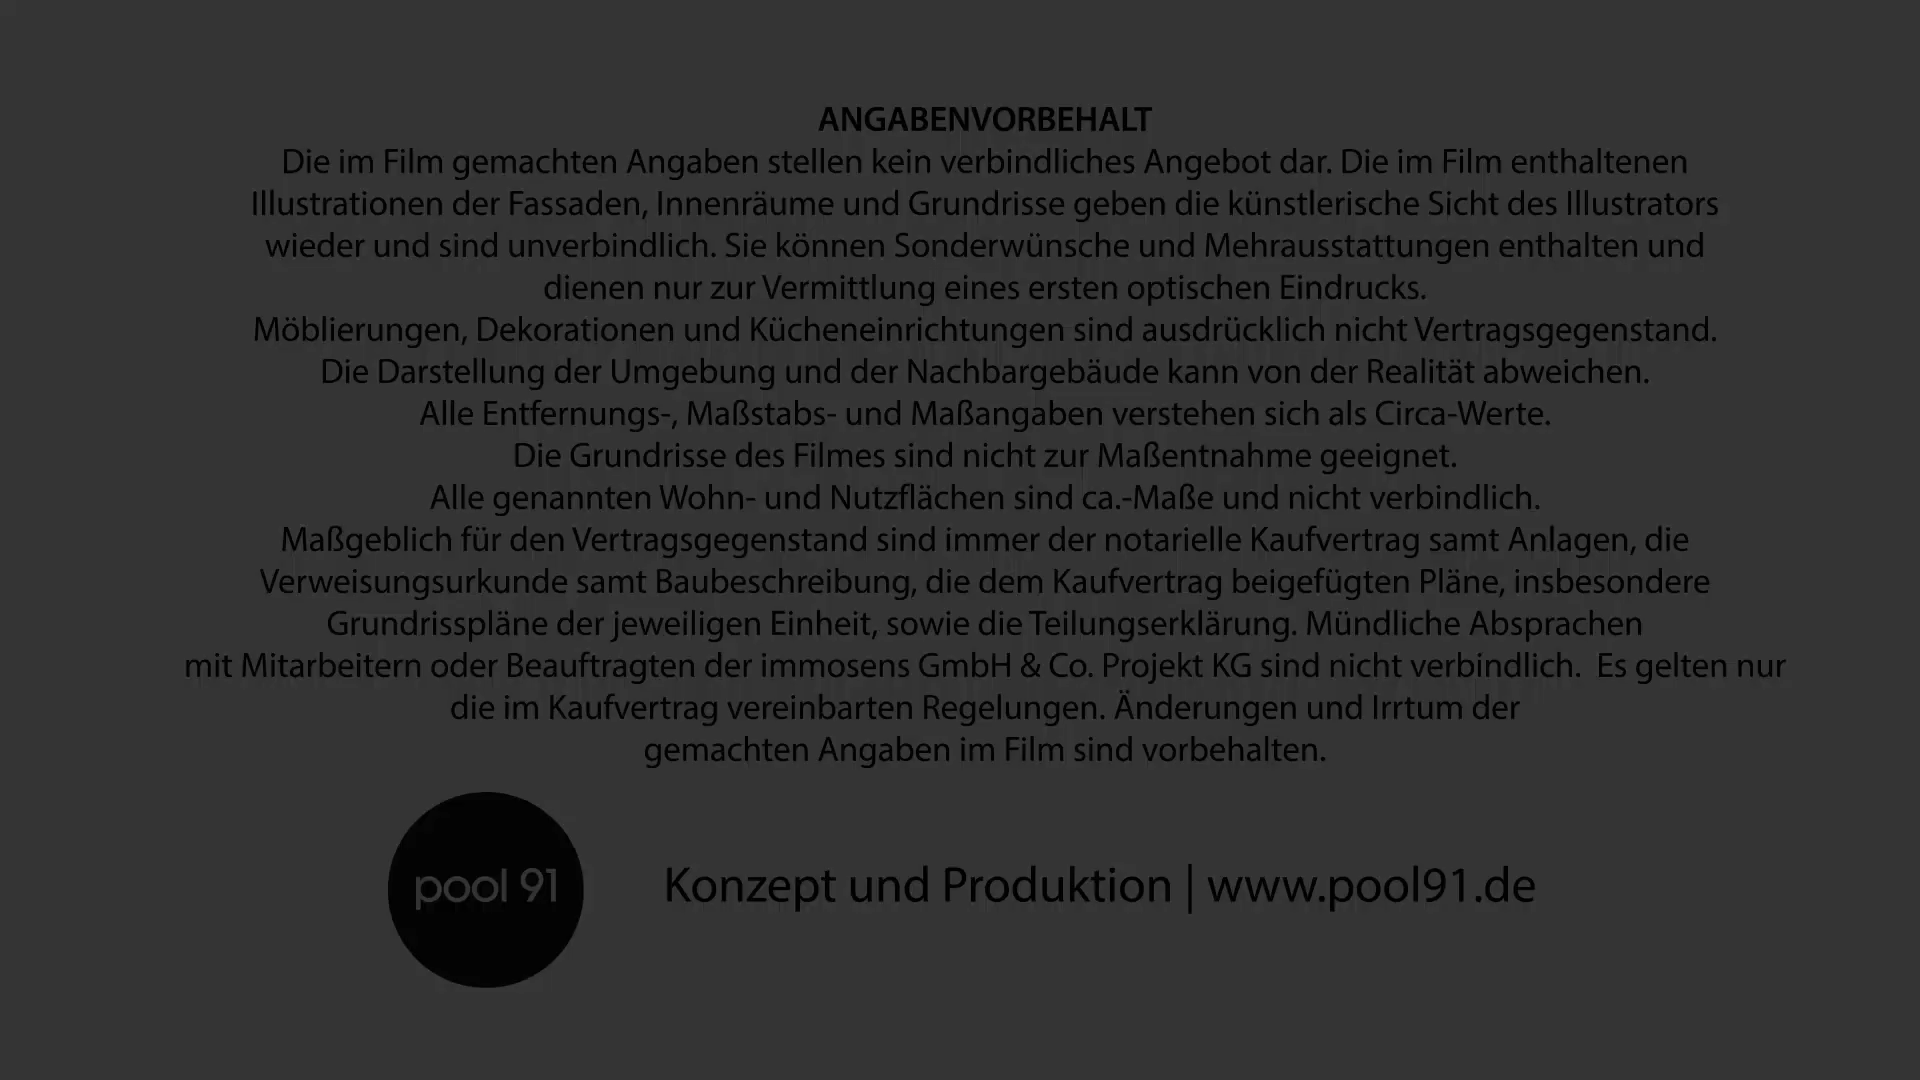 ANGABENVORBEHALT
Die im Film gemachten Angaben stellen kein verbindliches Angebot dar. Die im Film enthaltenen
Illustrationen der Fassaden, Innenräume und Grundrisse geben die künstlerische Sicht des Illustrators
wieder und sind unverbindlich. Sie können Sonderwünsche und Mehrausstattungen enthalten und
dienen nur zur Vermittlung eines ersten optischen Eindrucks.
Möblierungen, Dekorationen und Kücheneinrichtungen sind ausdrücklich nicht Vertragsgegenstand.
Die Darstellung der Umgebung und der Nachbargebäude kann von der Realität abweichen.
Alle Entfernungs-, Maßstabs- und Maßangaben verstehen sich als Circa-Werte.
Die Grundrisse des Filmes sind nicht zur Maßentnahme geeignet.
Alle genannten Wohn- und Nutzflächen sind ca.-Maße und nicht verbindlich.
Maßgeblich für den Vertragsgegenstand sind immer der notarielle Kaufvertrag samt Anlagen, die
Verweisungsurkunde samt Baubeschreibung, die dem Kaufvertrag beigefügten Pläne, insbesondere
Grundrisspläne der jeweiligen Einheit, sowie die Teilungserklärung. Mündliche Absprachen
mit Mitarbeitern oder Beauftragten der immosens GmbH & Co. Projekt KG sind nicht verbindlich.  Es gelten nur
die im Kaufvertrag vereinbarten Regelungen. Änderungen und Irrtum der
gemachten Angaben im Film sind vorbehalten.
pool 91
Konzept und Produktion | www.pool91.de